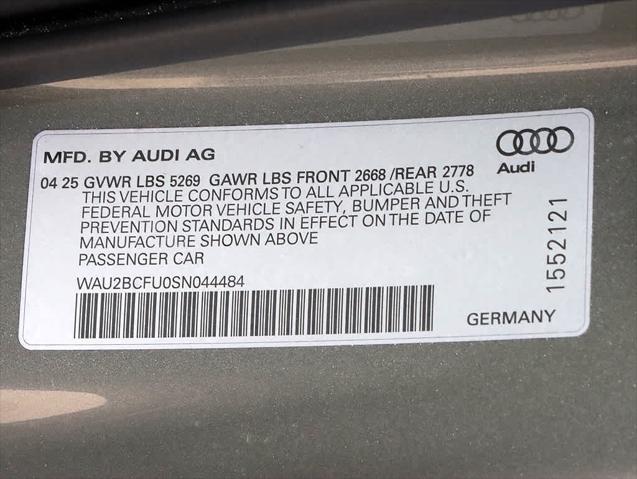 MFD. BY AUDI AG
Audi
04 25 GVWR LBS 5269 GAWR LBS FRONT 2668 /REAR 2778
THIS VEHICLE CONFORMS TO ALL APPLICABLE U.S.
FEDERAL MOTOR VEHICLE SAFETY, BUMPER AND THEFT
PREVENTION STANDARDS IN EFFECT ON THE DATE OF
MANUFACTURE SHOWN ABOVE
PASSENGER CAR
WAU2BCFU0SN044484
GERMANY
1552121